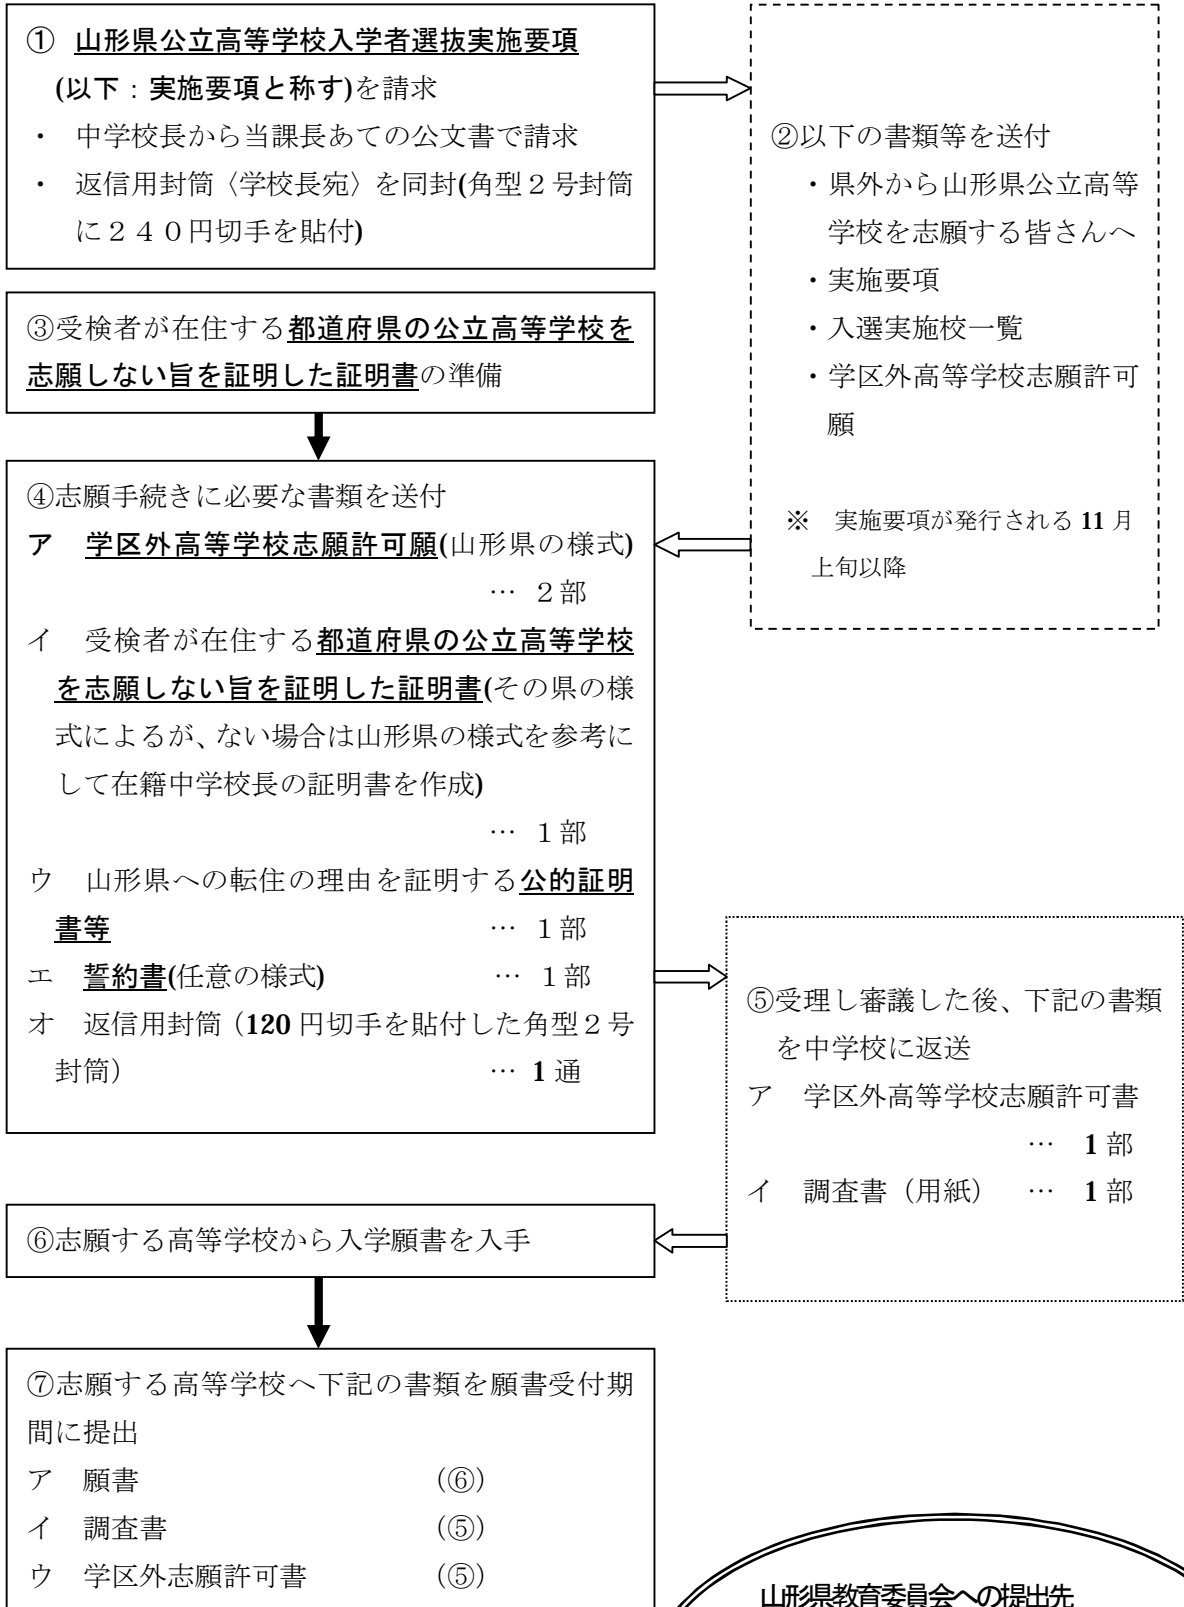 ① 山形県公立高等学校入学者選抜実施要項
(以下：実施要項と称す)を請求
・ 中学校長から当課長あての公文書で請求
・ 返信用封筒〈学校長宛〉を同封(角型２号封筒
に２４０円切手を貼付)
②以下の書類等を送付
・県外から山形県公立高等
学校を志願する皆さんへ
・実施要項
・入選実施校一覧
・学区外高等学校志願許可
願
※ 実施要項が発行される 11 月
上旬以降
③受検者が在住する都道府県の公立高等学校を
志願しない旨を証明した証明書の準備
④志願手続きに必要な書類を送付
ア 学区外高等学校志願許可願(山形県の様式)
… ２部
イ 受検者が在住する都道府県の公立高等学校
を志願しない旨を証明した証明書(その県の様
式によるが、ない場合は山形県の様式を参考に
して在籍中学校長の証明書を作成)
… １部
ウ 山形県への転住の理由を証明する公的証明
書等 … １部
エ 誓約書(任意の様式) … １部
オ 返信用封筒（120 円切手を貼付した角型２号
封筒） … 1 通
⑤受理し審議した後、下記の書類
を中学校に返送
ア 学区外高等学校志願許可書
… 1 部
イ 調査書（用紙） … 1 部
⑥志願する高等学校から入学願書を入手
⑦志願する高等学校へ下記の書類を願書受付期
間に提出
ア 願書 （⑥）
イ 調査書 （⑤）
ウ 学区外志願許可書 （⑤）
山形県教育委員会への提出先